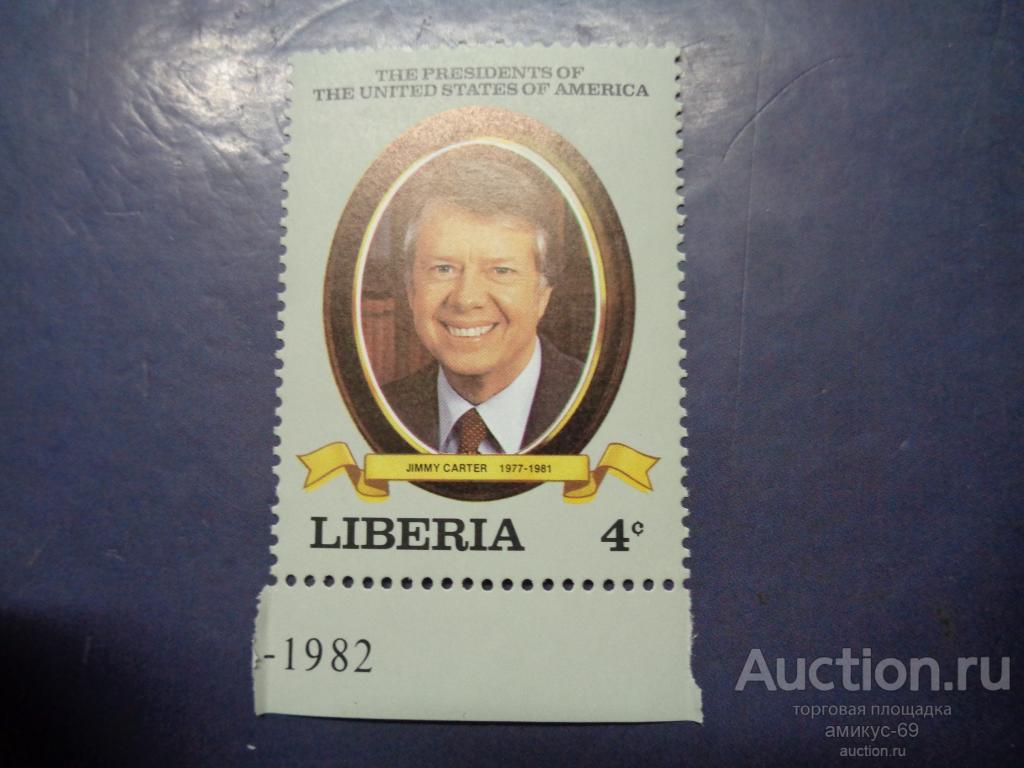 THE PRESIDENTS OF
THE UNITED STATES OF AMERICA
JIMMY CARTER 1977-1981
LIBERIA 4¢
-1982
Auction.ru
торговая площадка
амикус-69
auction.ru